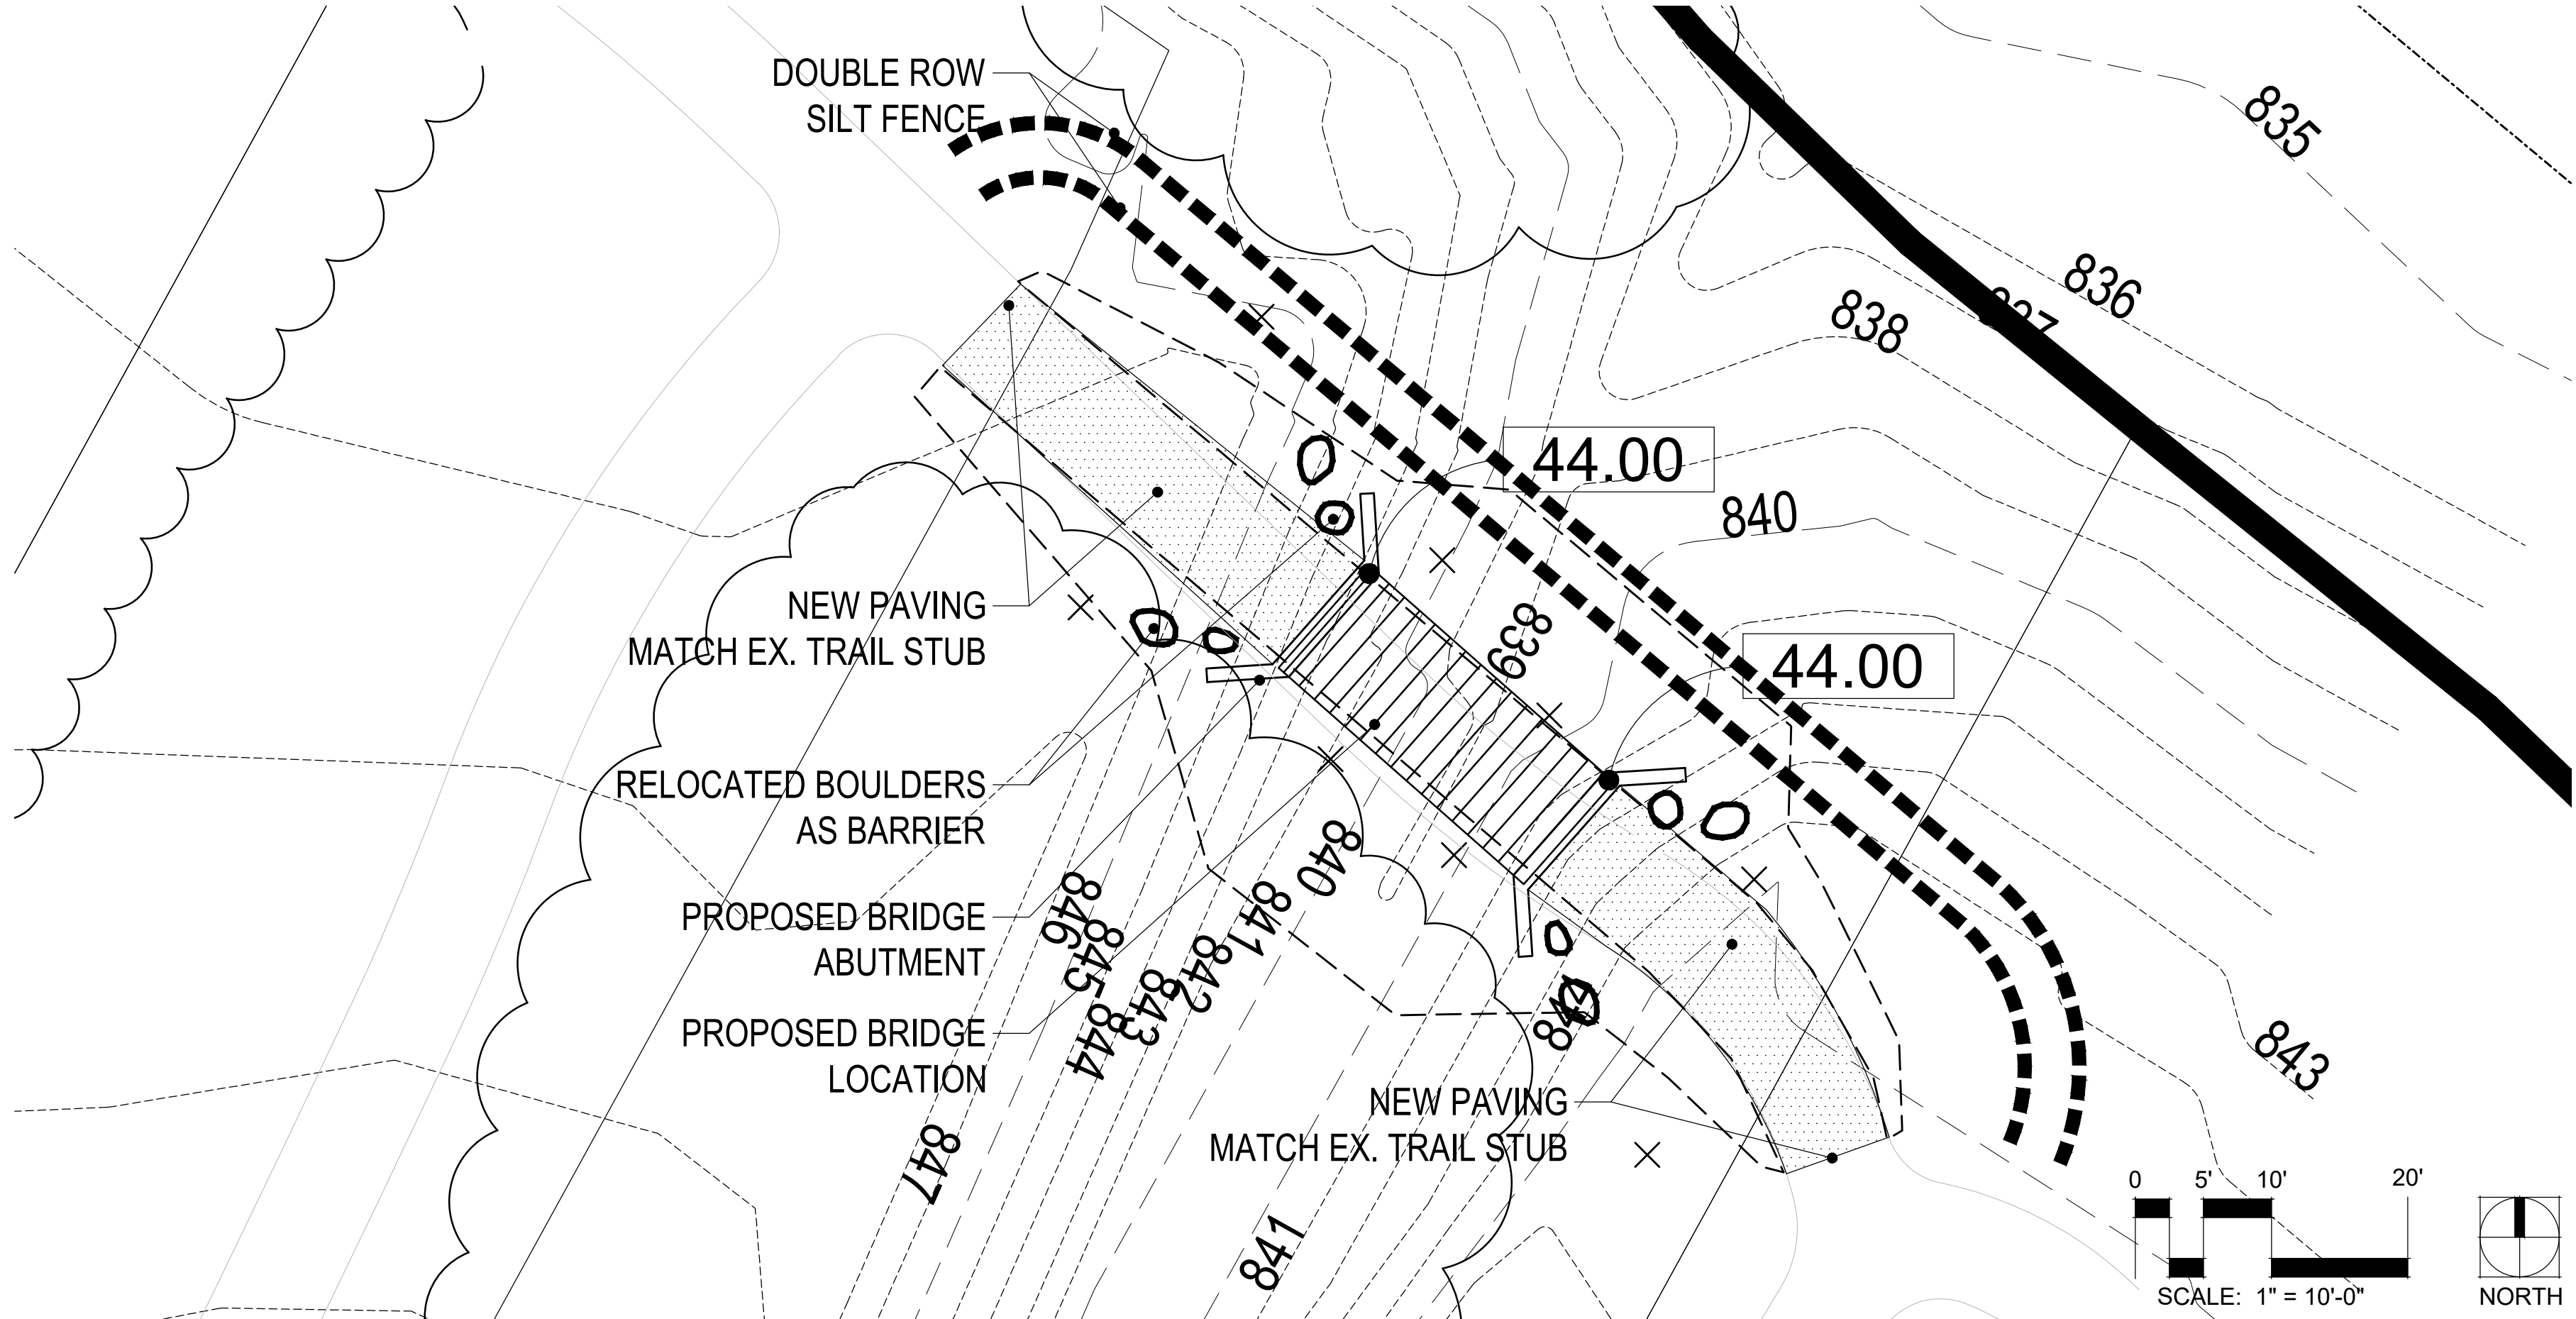 DOUBLE ROW
SILT FENCE
835
836
838
44.00
840
NEW PAVING
MATCH EX. TRAIL STUB
839
44.00
RELOCATED BOULDERS
AS BARRIER
840
846
841
PROPOSED BRIDGE
ABUTMENT
845
842
843
844
844
PROPOSED BRIDGE
LOCATION
843
NEW PAVING
MATCH EX. TRAIL STUB
847
841
0 5' 10' 20'
SCALE: 1" = 10'-0"
NORTH